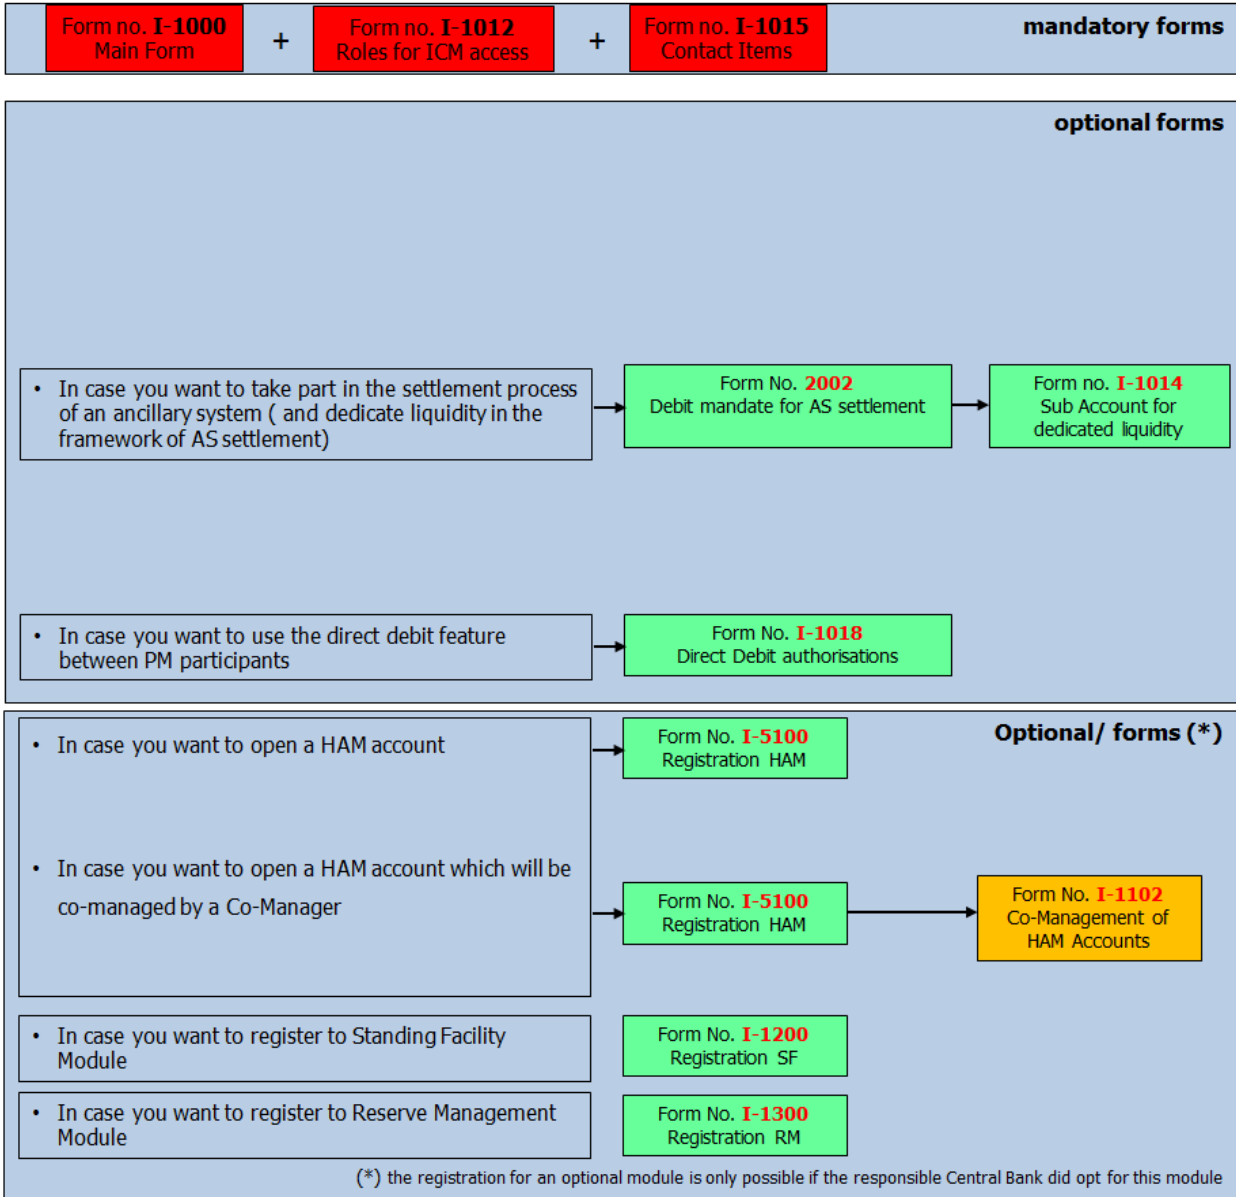 Form no. I-1000
Main Form
+
Form no. I-1012
Roles for ICM access
+
Form no. I-1015
Contact Items
mandatory forms
optional forms
• In case you want to take part in the settlement process
of an ancillary system ( and dedicate liquidity in the
framework of AS settlement)
Form No. 2002
Debit mandate for AS settlement
Form no. I-1014
Sub Account for
dedicated liquidity
• In case you want to use the direct debit feature
between PM participants
Form No. I-1018
Direct Debit authorisations
Optional/ forms (*)
• In case you want to open a HAM account
Form No. I-5100
Registration HAM
• In case you want to open a HAM account which will be
co-managed by a Co-Manager
Form No. I-5100
Registration HAM
Form No. I-1102
Co-Management of
HAM Accounts
• In case you want to register to Standing Facility
Module
Form No. I-1200
Registration SF
• In case you want to register to Reserve Management
Module
Form No. I-1300
Registration RM
(*) the registration for an optional module is only possible if the responsible Central Bank did opt for this module